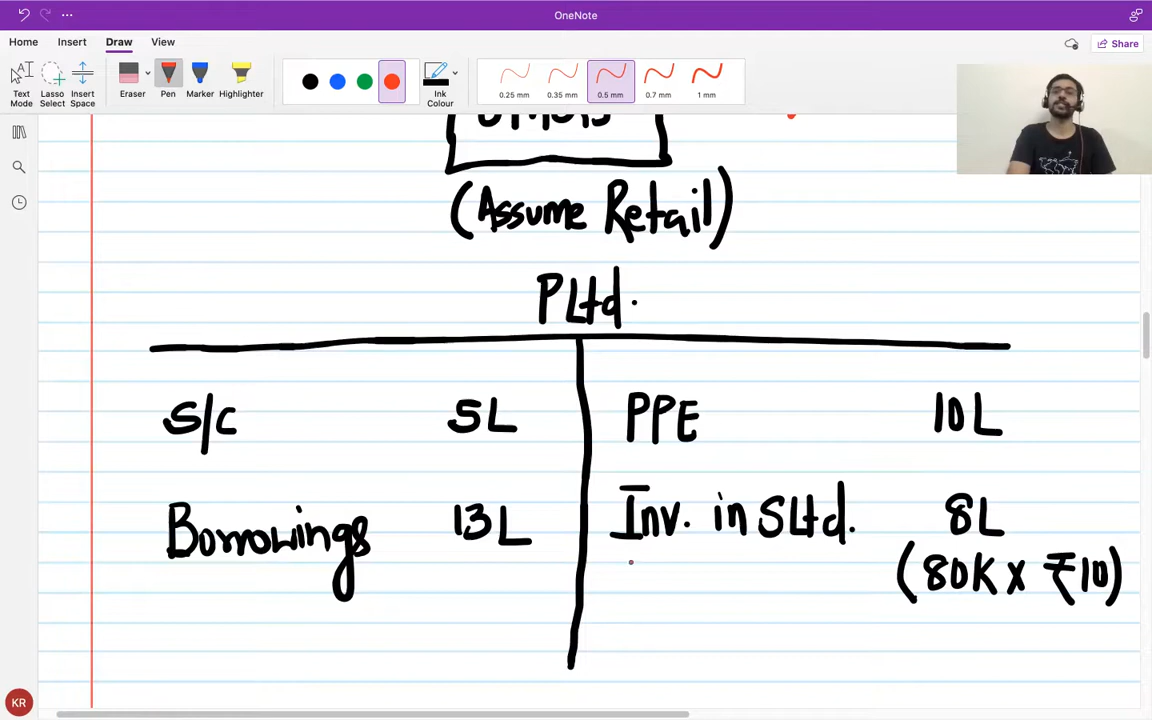 OneNote
Home Insert Draw View
Share
Text Mode
Lasso Select
Insert Space
Eraser
Pen
Marker
Highlighter
Ink Colour
0.25 mm
0.35 mm
0.5 mm
0.7 mm
1 mm
(Assume Retail)
P Ltd.
S/C 5L PPE 10L
Borrowings 13L Inv. in S Ltd. 8L
(80K x ₹10)
KR